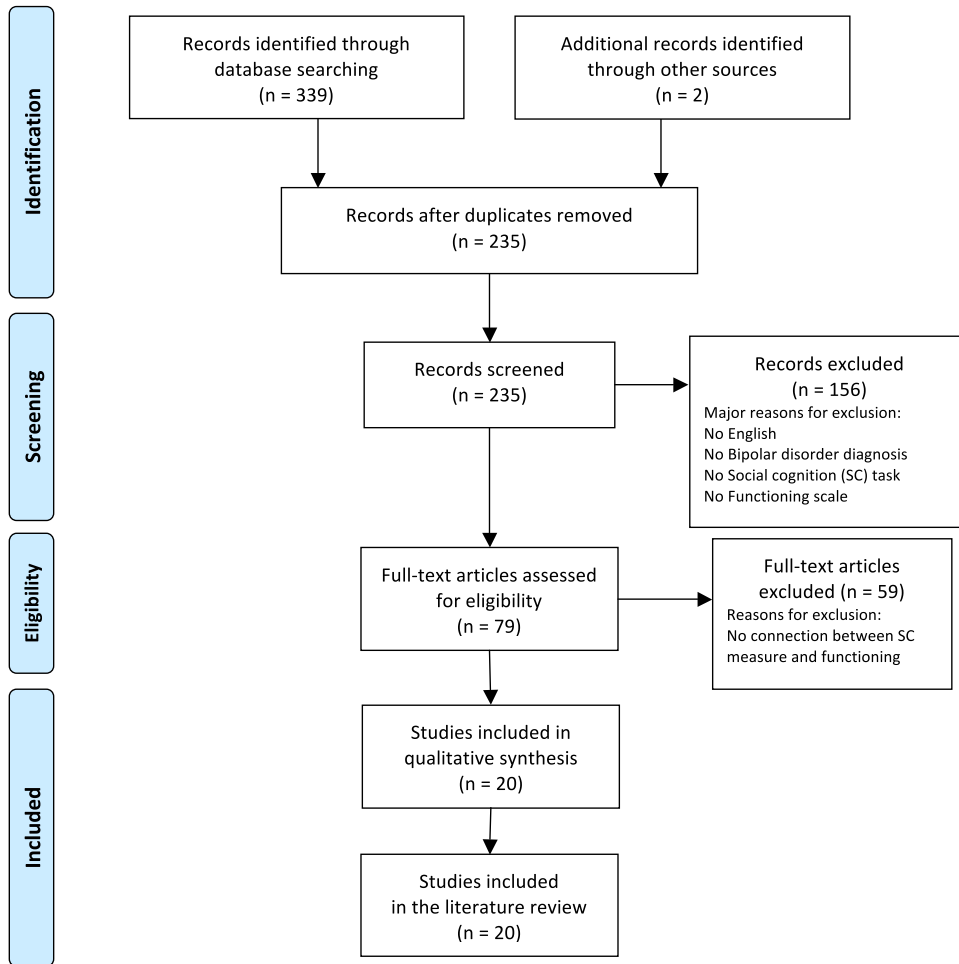 Identification
Records identified through
database searching
(n = 339)
Additional records identified
through other sources
(n = 2)
Records after duplicates removed
(n = 235)
Screening
Records screened
(n = 235)
Records excluded
(n = 156)
Major reasons for exclusion:
No English
No Bipolar disorder diagnosis
No Social cognition (SC) task
No Functioning scale
Eligibility
Full-text articles assessed
for eligibility
(n = 79)
Full-text articles
excluded (n = 59)
Reasons for exclusion:
No connection between SC
measure and functioning
Included
Studies included in
qualitative synthesis
(n = 20)
Studies included
in the literature review
(n = 20)